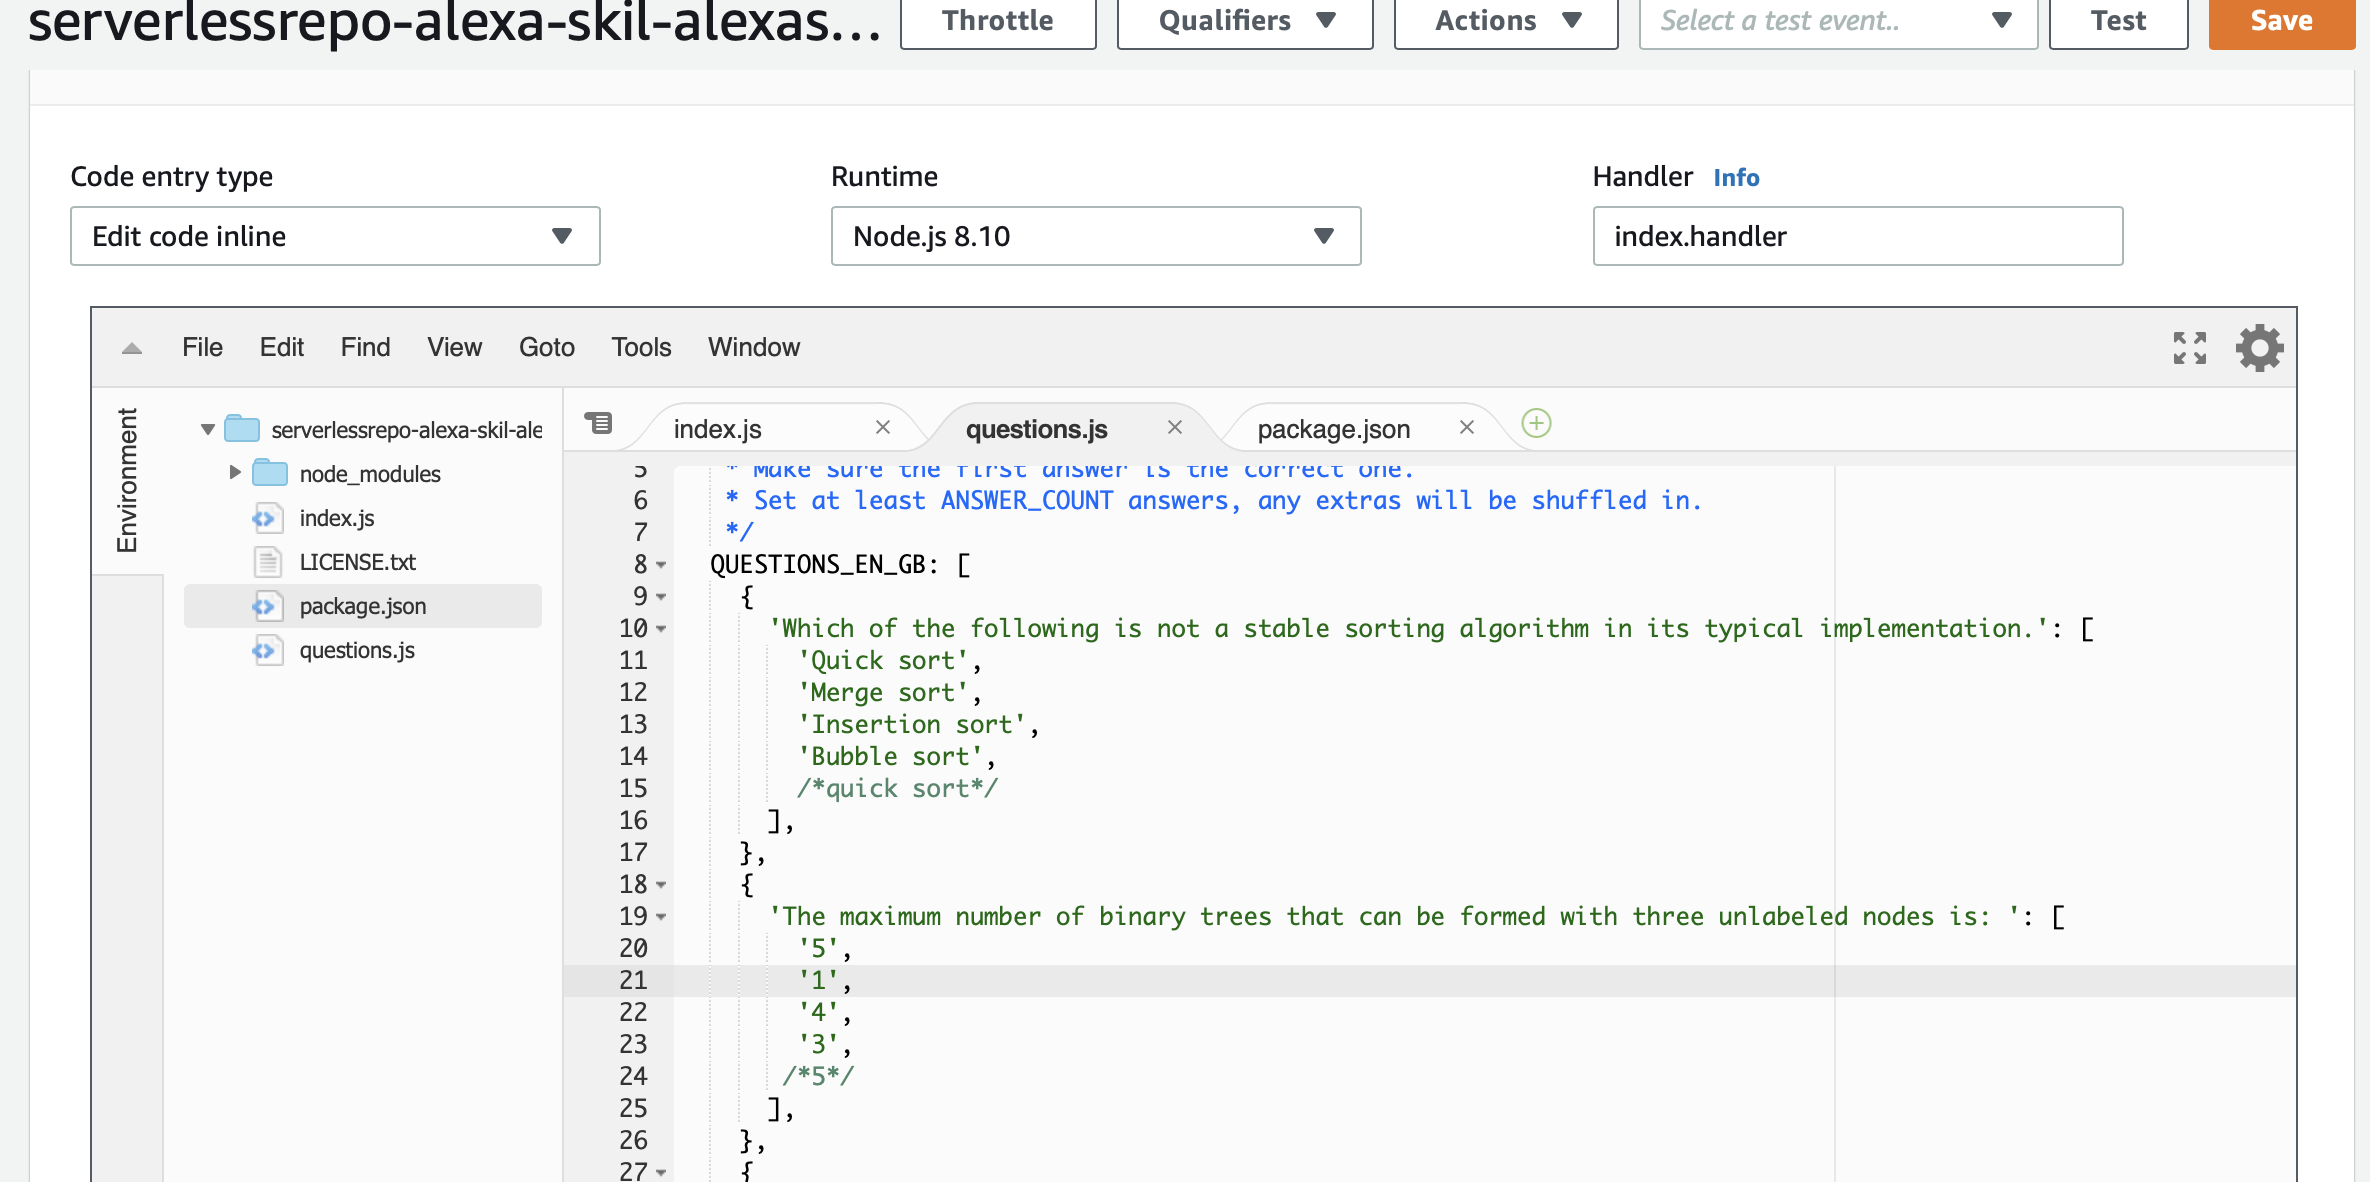 serverlessrepo-alexa-skil-alexas...
Throttle
Qualifiers
Actions
Select a test event..
Test
Save
Code entry type
Runtime
Handler Info
Edit code inline
Node.js 8.10
index.handler
File Edit Find View Goto Tools Window
Environment
serverlessrepo-alexa-skil-ale
node_modules
index.js
LICENSE.txt
package.json
questions.js
index.js
questions.js
package.json
5 * Make sure the first answer is the correct one.
6 * Set at least ANSWER_COUNT answers, any extras will be shuffled in.
7 */
8 QUESTIONS_EN_GB: [
9 {
10 'Which of the following is not a stable sorting algorithm in its typical implementation.': [
11 'Quick sort',
12 'Merge sort',
13 'Insertion sort',
14 'Bubble sort',
15 /*quick sort*/
16 ],
17 },
18 {
19 'The maximum number of binary trees that can be formed with three unlabeled nodes is: ': [
20 '5',
21 '1',
22 '4',
23 '3',
24 /*5*/
25 ],
26 },
27 {